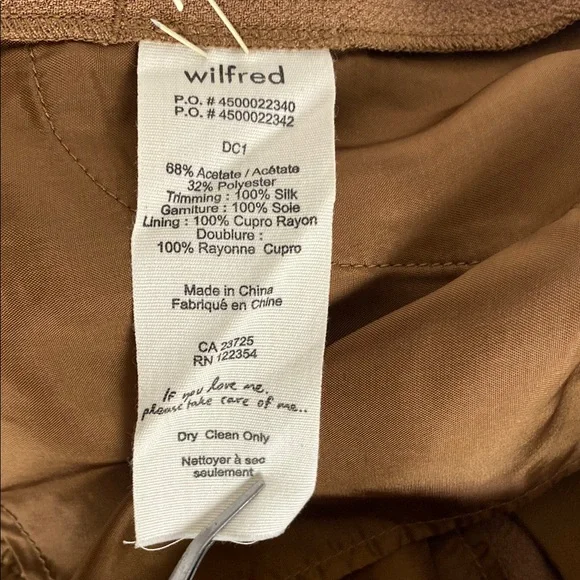 wilfred
P.O. # 4500022340
P.O. # 4500022342
DC1
68% Acetate / Acétate
32% Polyester
Trimming : 100% Silk
Garniture : 100% Soie
Lining : 100% Cupro Rayon
Doublure :
100% Rayonne Cupro
Made in China
Fabriqué en Chine
CA 23725
RN 122354
If you love me,
please take care of me...
Dry Clean Only
Nettoyer à sec
seulement